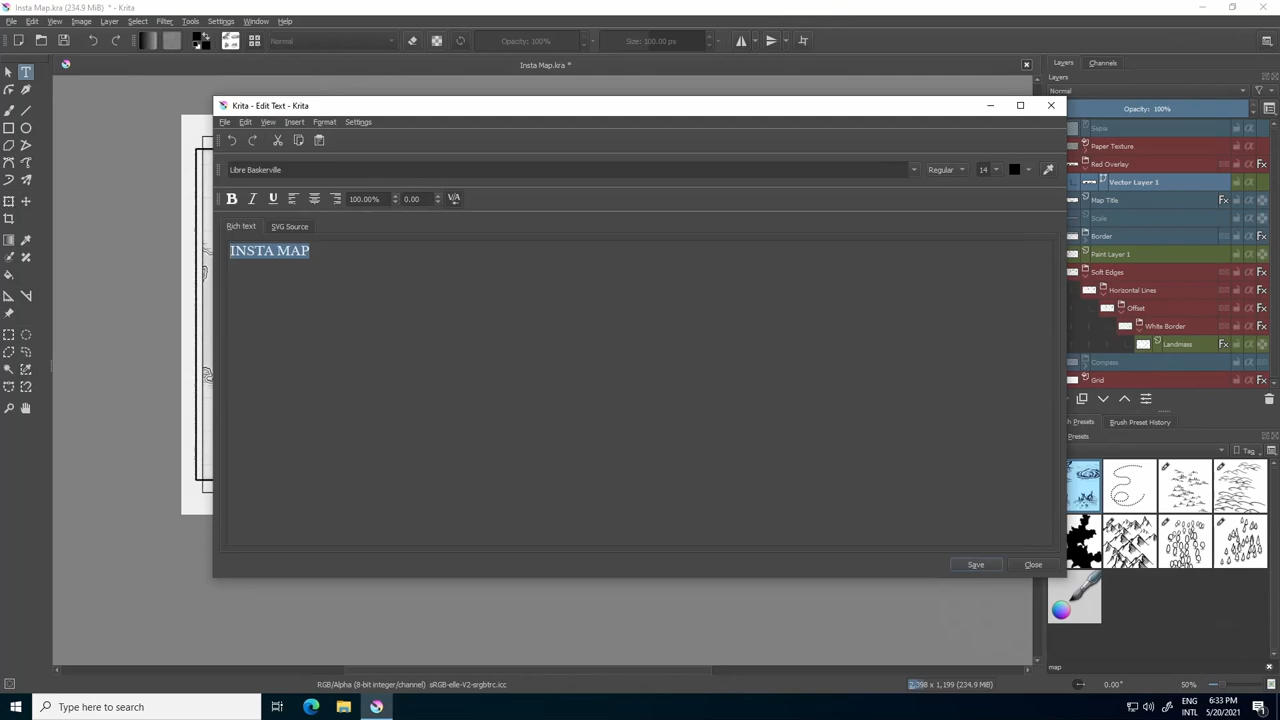 Insta Map.kra (234.9 MiB) * - Krita
File Edit View Image Layer Select Filter Tools Settings Window Help
Normal Opacity: 100% Size: 100.00 px
Insta Map.kra *
Layers Channels
Layers
Normal
Opacity: 100%
Sepia
Paper Texture
Red Overlay
Vector Layer 1
Map Title
Scale
Border
Paint Layer 1
Soft Edges
Horizontal Lines
Offset
White Border
Landmass
Compass
Grid
Krita - Edit Text - Krita
File Edit View Insert Format Settings
Libre Baskerville Regular 14
B I U 100.00% 0.00 V/A
Rich text SVG Source
INSTA MAP
Save Close
Presets Brush Preset History
Presets
Tag
map
RGB/Alpha (8-bit integer/channel) sRGB-elle-V2-srgbtrc.icc
2,398 x 1,199 (234.9 MiB) 0.00° 50%
Type here to search
ENG
INTL
6:33 PM
5/20/2021
1